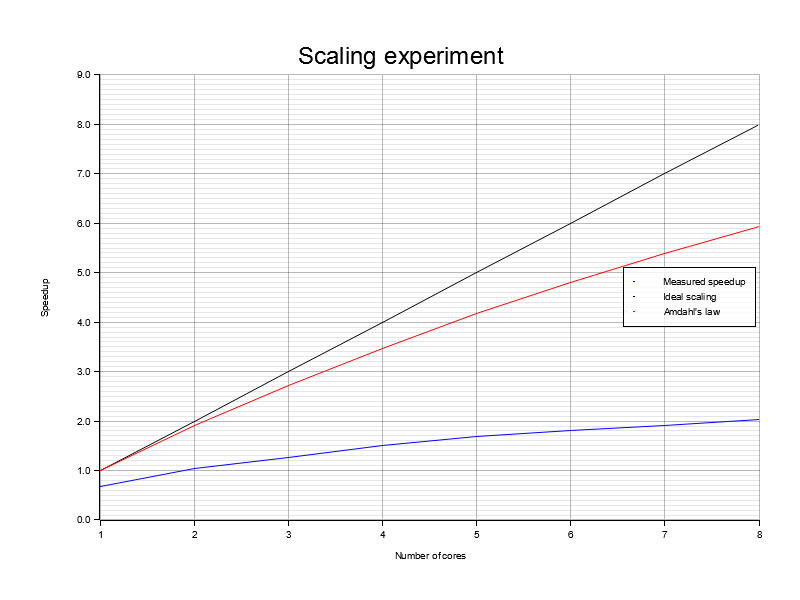 Scaling experiment
9.0
8.0
7.0
6.0
5.0
4.0
3.0
2.0
1.0
0.0
Speedup
Measured speedup
Ideal scaling
Amdahl's law
1 2 3 4 5 6 7 8
Number of cores